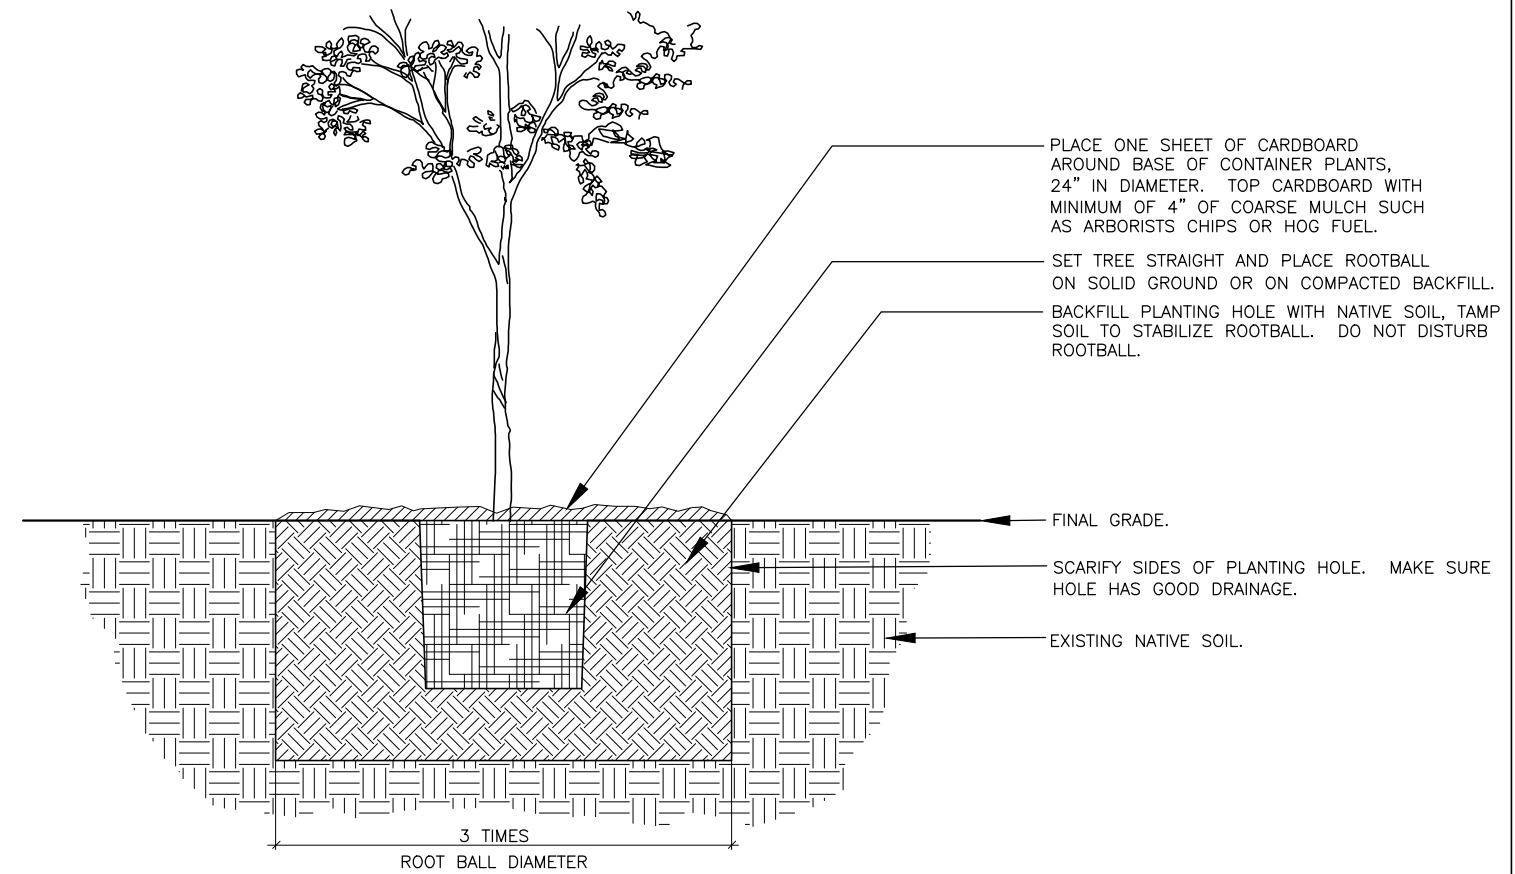 PLACE ONE SHEET OF CARDBOARD
AROUND BASE OF CONTAINER PLANTS,
24" IN DIAMETER. TOP CARDBOARD WITH
MINIMUM OF 4" OF COARSE MULCH SUCH
AS ARBORISTS CHIPS OR HOG FUEL.
SET TREE STRAIGHT AND PLACE ROOTBALL
ON SOLID GROUND OR ON COMPACTED BACKFILL.
BACKFILL PLANTING HOLE WITH NATIVE SOIL, TAMP
SOIL TO STABILIZE ROOTBALL. DO NOT DISTURB
ROOTBALL.
FINAL GRADE.
SCARIFY SIDES OF PLANTING HOLE. MAKE SURE
HOLE HAS GOOD DRAINAGE.
EXISTING NATIVE SOIL.
3 TIMES
ROOT BALL DIAMETER